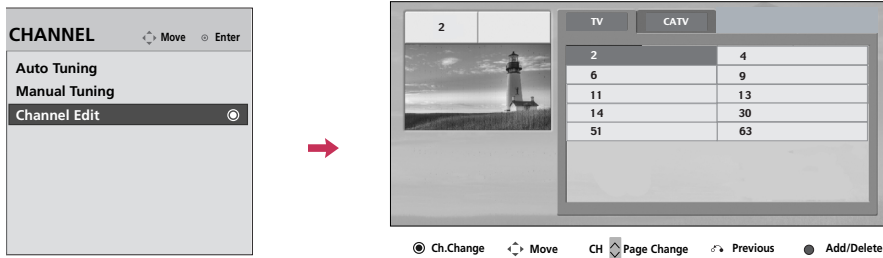 CHANNEL Move Enter
Auto Tuning
Manual Tuning
Channel Edit
2
TV CATV
2 4
6 9
11 13
14 30
51 63
Ch.Change Move CH Page Change Previous Add/Delete